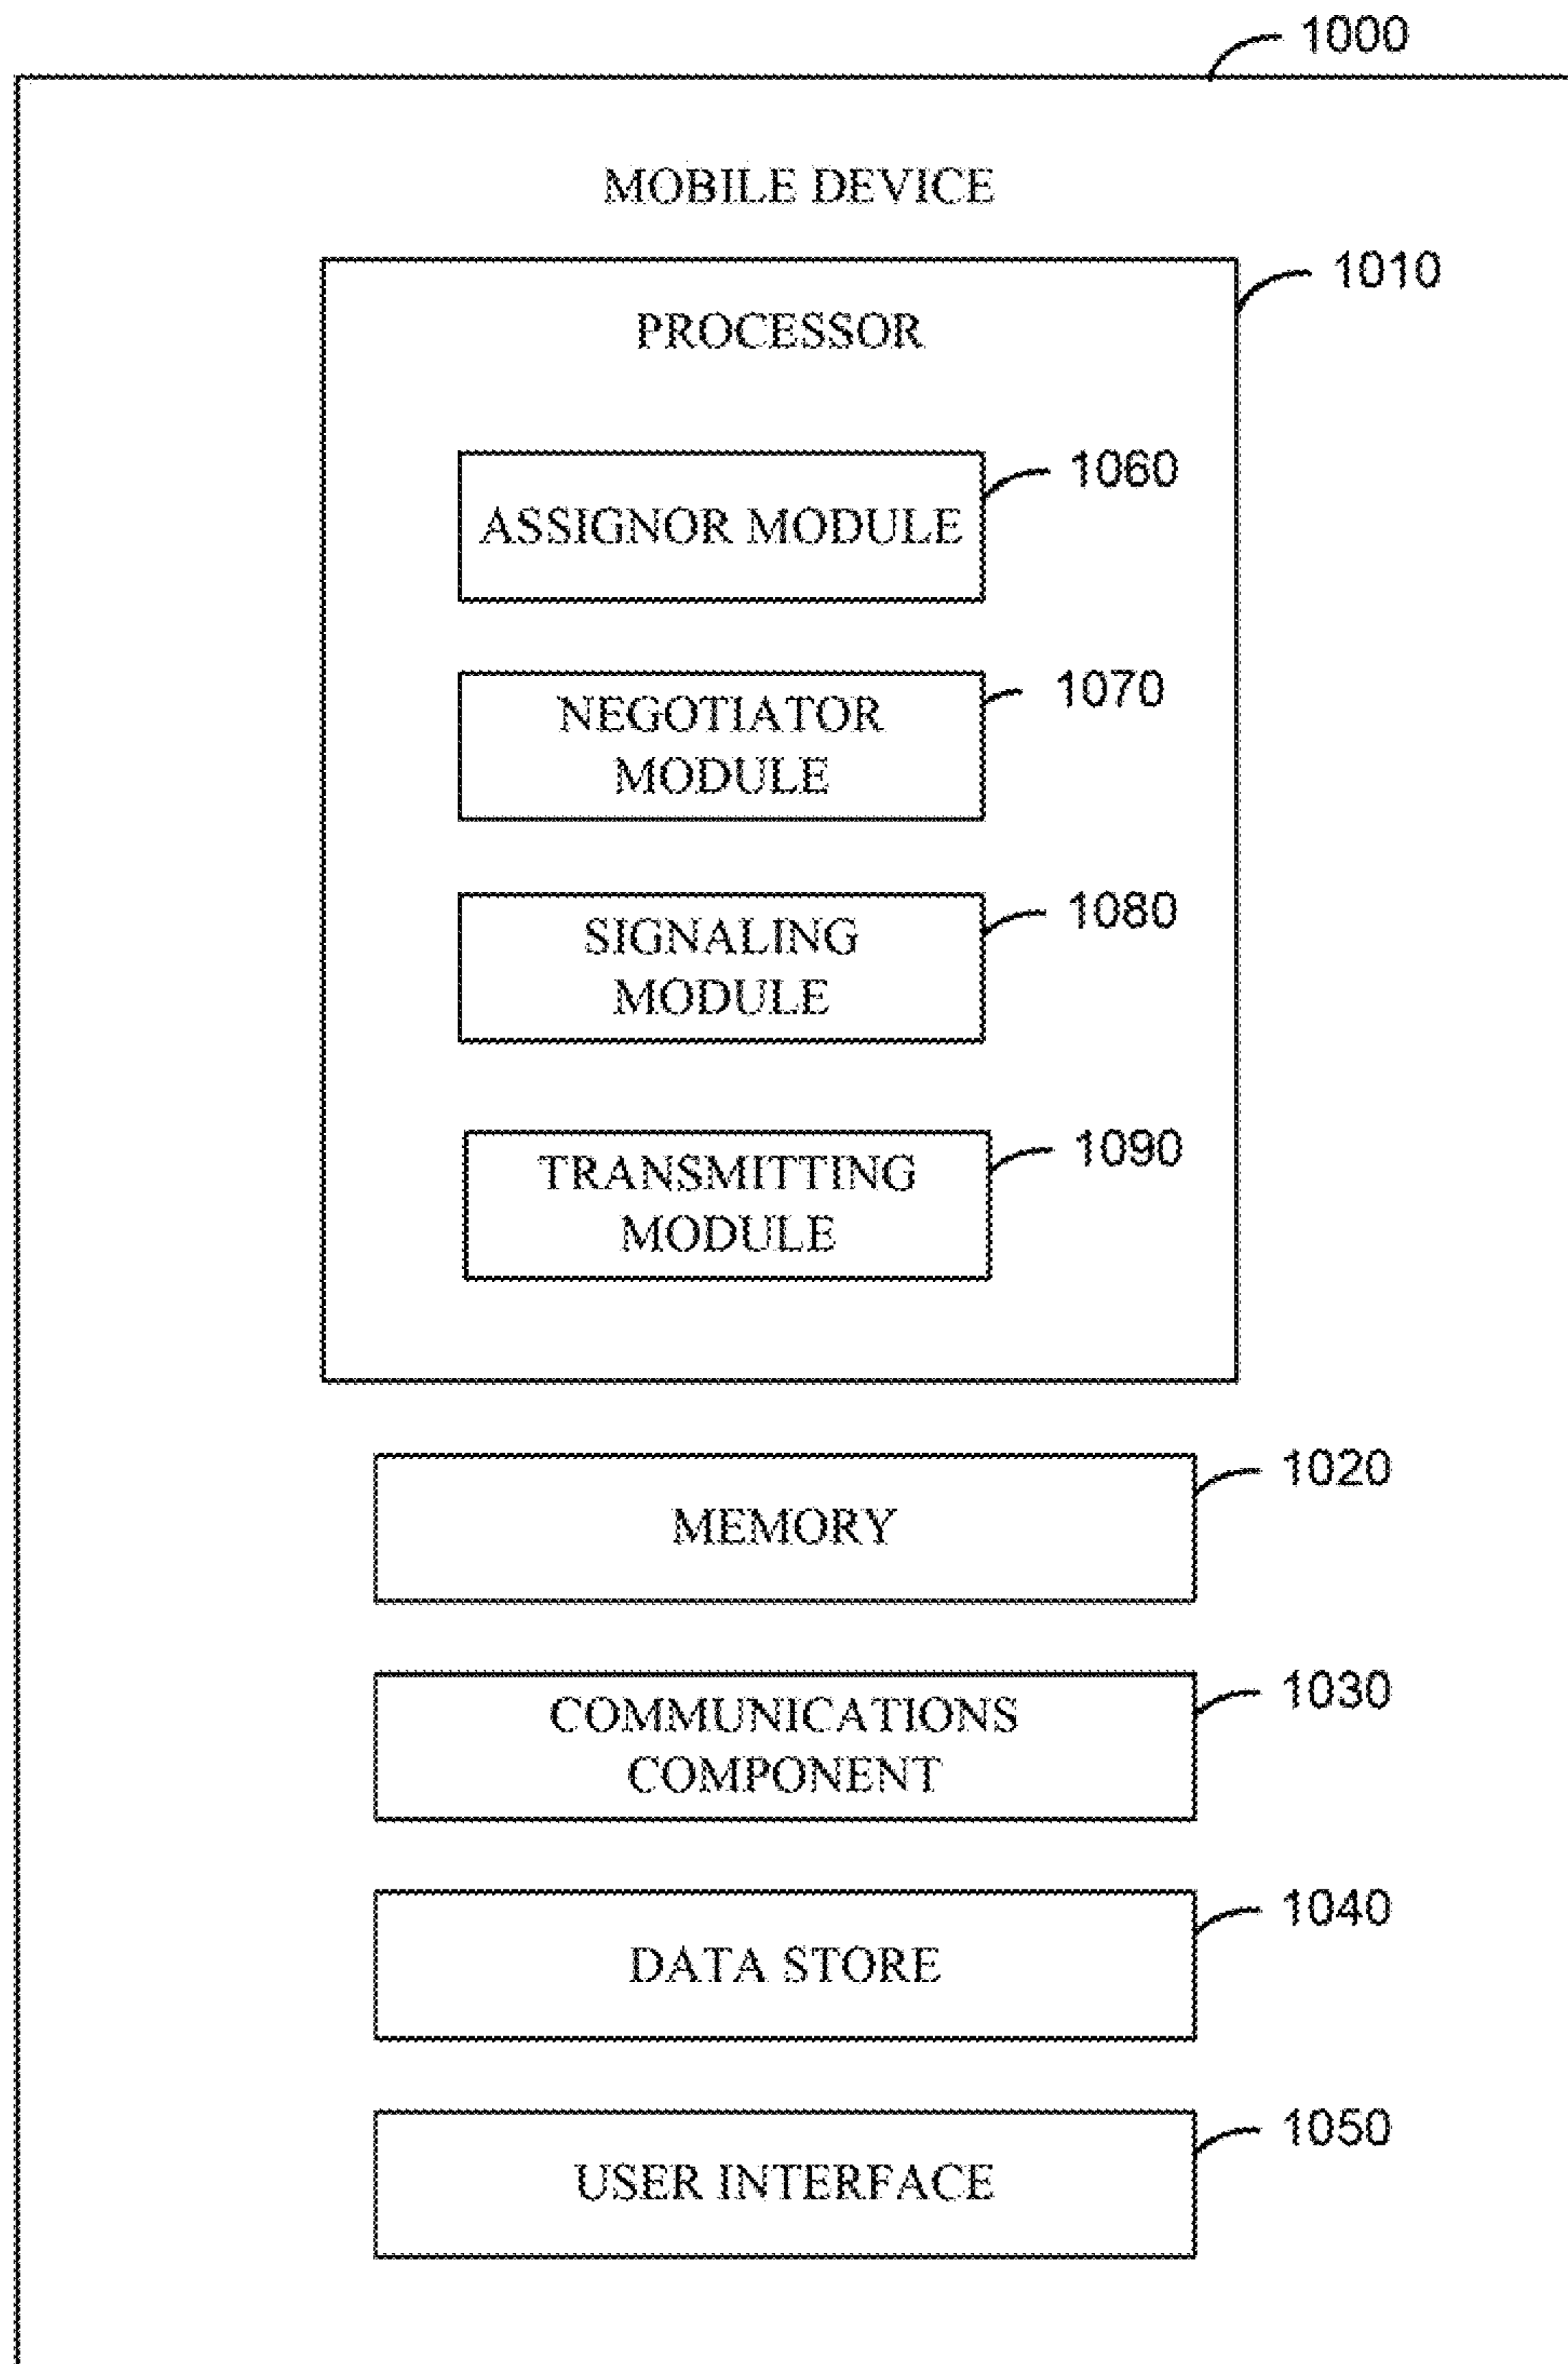 1000
MOBILE DEVICE
1010
PROCESSOR
1060
ASSIGNOR MODULE
1070
NEGOTIATOR
MODULE
1080
SIGNALING
MODULE
1090
TRANSMITTING
MODULE
1020
MEMORY
1030
COMMUNICATIONS
COMPONENT
1040
DATA STORE
1050
USER INTERFACE